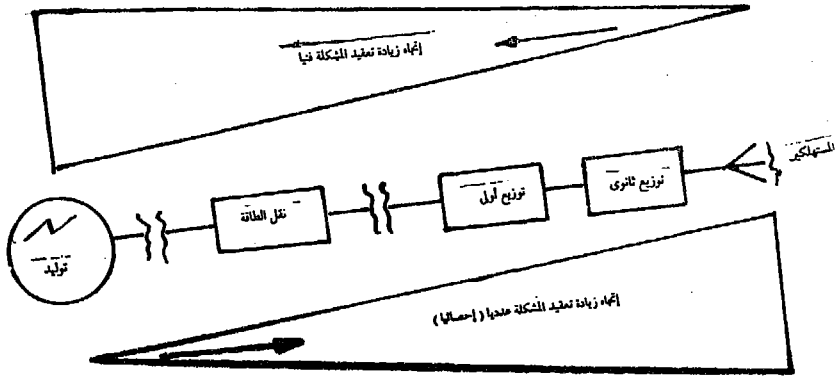 إتجاه زيادة تعقيد المشكلة فنيا
المستهلكين
توزيع ثانوى
توزيع أولى
نقل الطاقة
توليد
إتجاه زيادة تعقيد المشكلة عدديا ( إحصائيا )